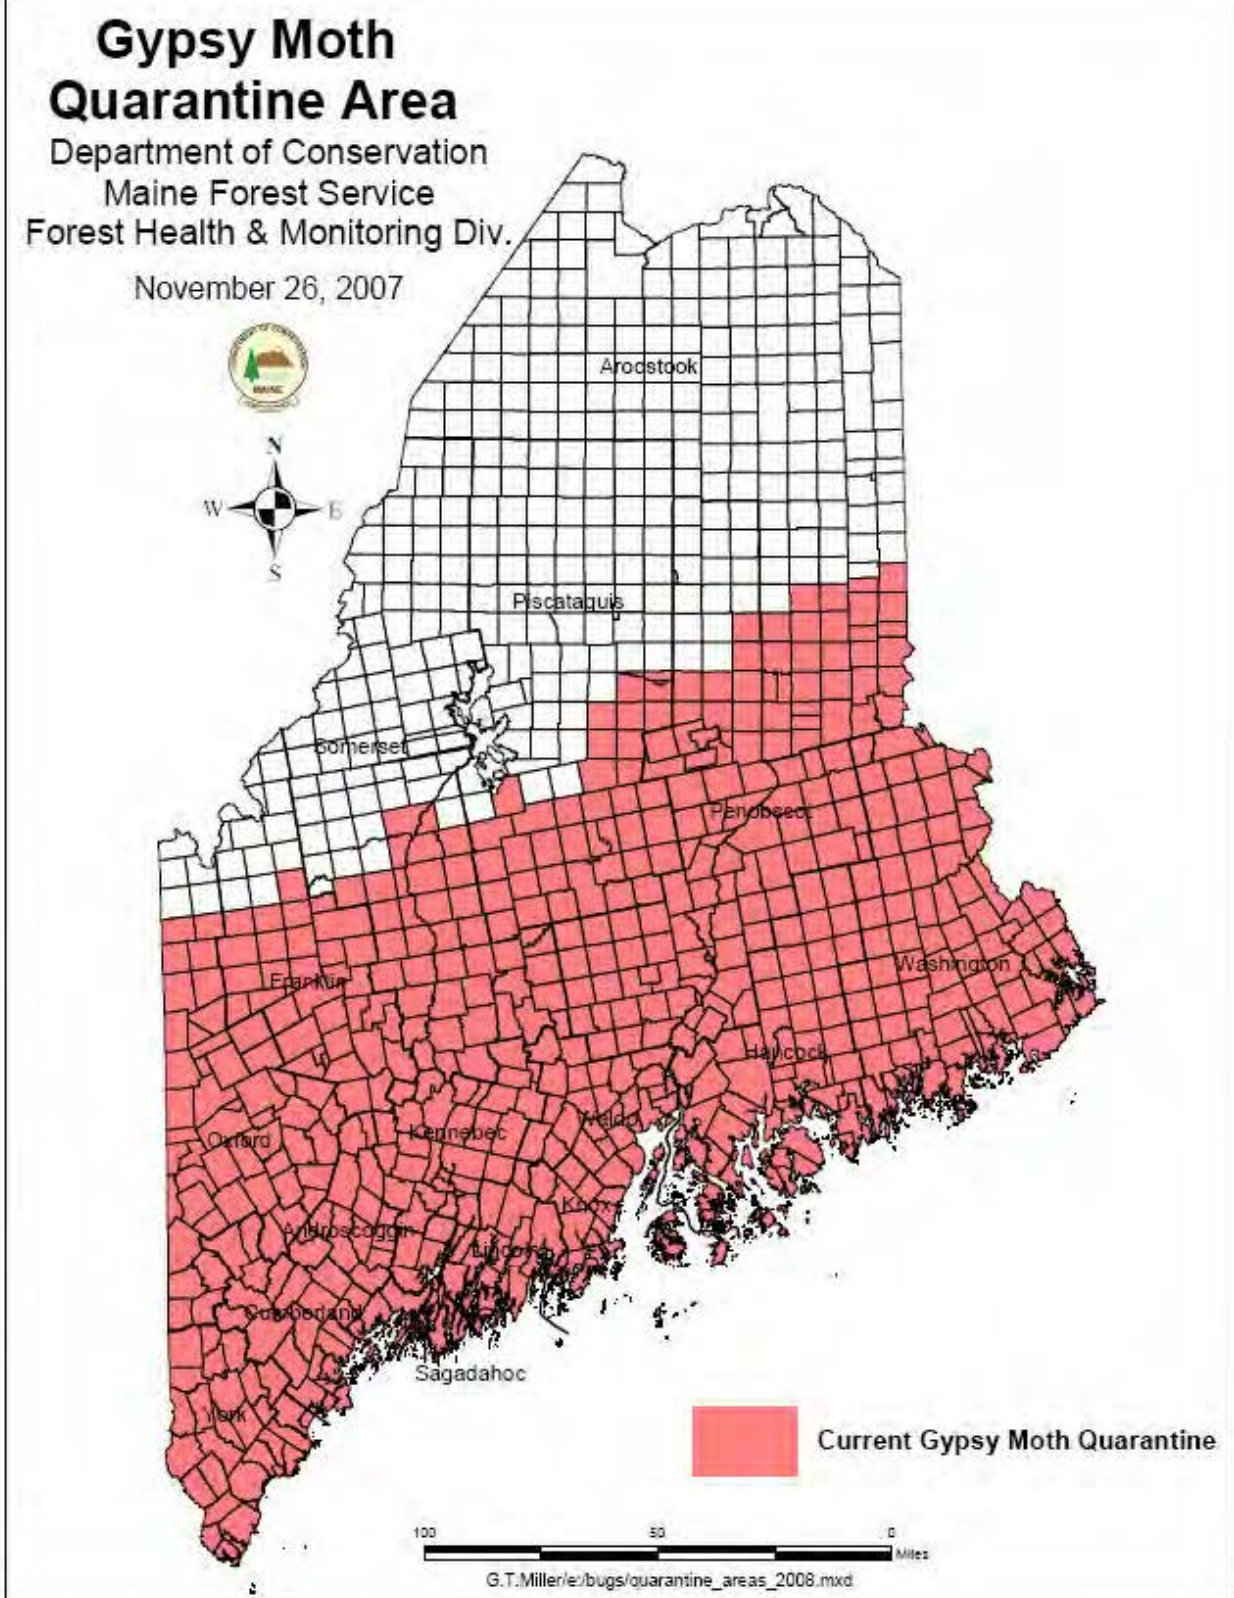 Gypsy Moth
Quarantine Area
Department of Conservation
Maine Forest Service
Forest Health & Monitoring Div.
November 26, 2007
MAINE
N
W E
S
Aroostook
Piscataquis
Somerset
Penobscot
Washington
Franklin
Hancock
Waldo
Kennebec
Oxford
Knox
Androscoggin
Lincoln
Cumberland
Sagadahoc
York
Current Gypsy Moth Quarantine
100 50 0
Miles
G.T.Miller/e:/bugs/quarantine_areas_2008.mxd